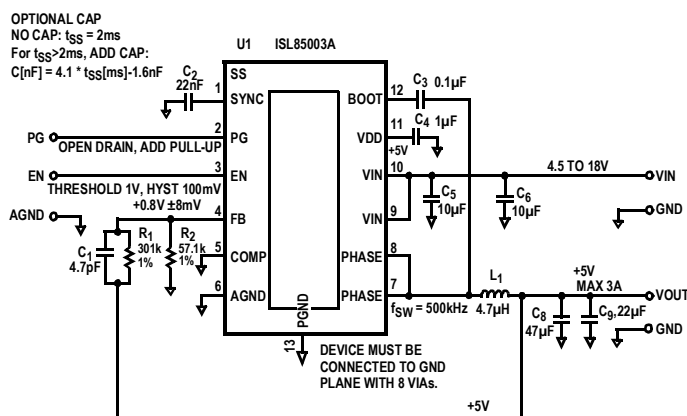 OPTIONAL CAP
NO CAP: tSS = 2ms
For tSS>2ms, ADD CAP:
C[nF] = 4.1 * tSS[ms]-1.6nF
U1 ISL85003A
C2
22nF
1
SS
SYNC
PG
2
PG
OPEN DRAIN, ADD PULL-UP
EN
3
EN
THRESHOLD 1V, HYST 100mV
+0.8V ±8mV
AGND
4
FB
C1
4.7pF
R1
301k
1%
R2
57.1k
1%
5
COMP
6
AGND
PGND
13
DEVICE MUST BE
CONNECTED TO GND
PLANE WITH 8 VIAs.
BOOT
12
C3 0.1µF
VDD
11
C4 1µF
+5V
VIN
10
4.5 TO 18V
VIN
C5
10µF
C6
10µF
GND
VIN
9
PHASE
8
PHASE
7
fSW = 500kHz
L1
4.7µH
+5V
MAX 3A
VOUT
C8
47µF
C9, 22µF
GND
+5V